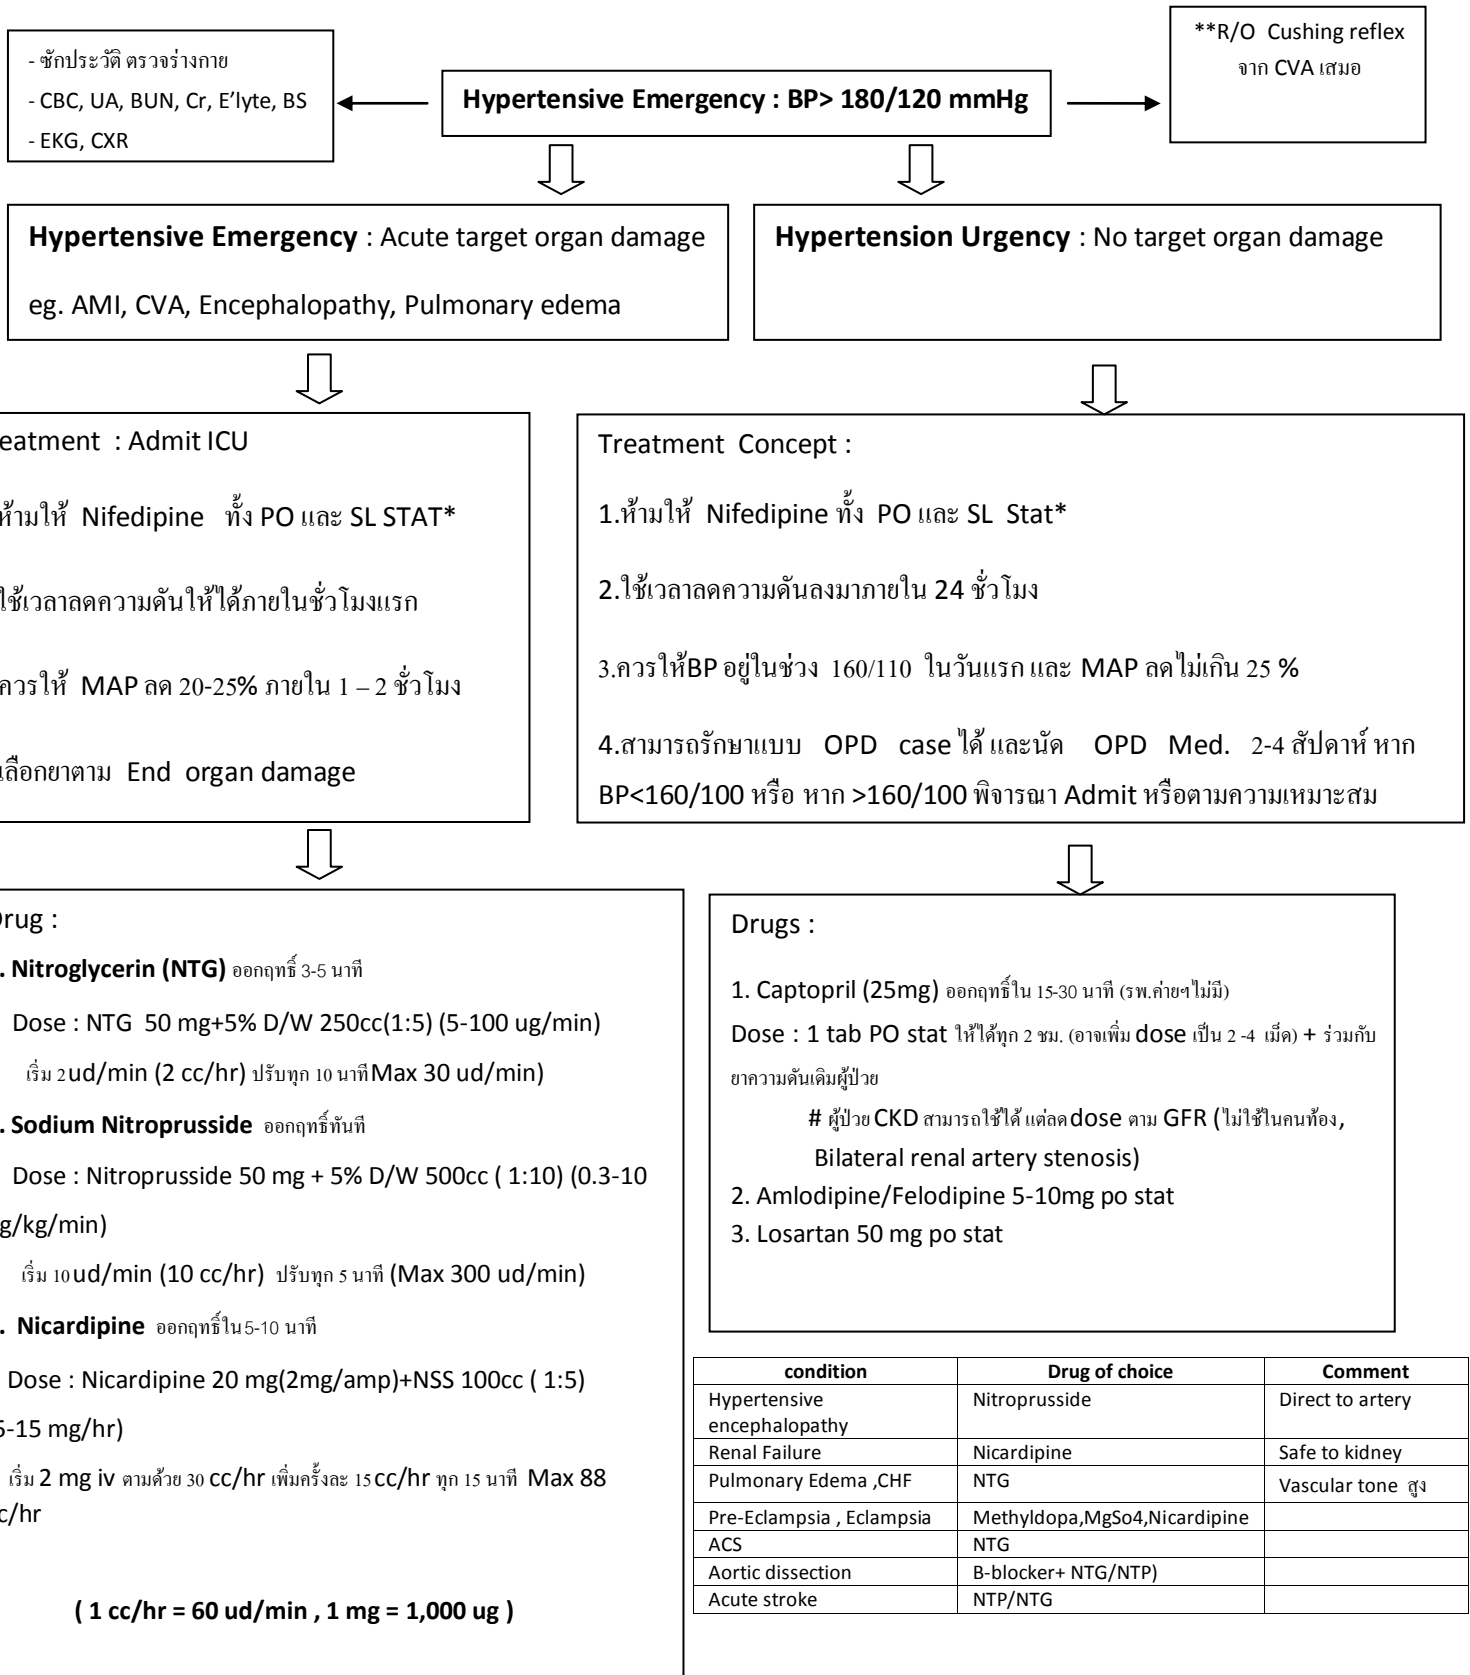 - ซักประวัติ ตรวจร่างกาย
- CBC, UA, BUN, Cr, E’lyte, BS
- EKG, CXR
Hypertensive Emergency : BP> 180/120 mmHg
**R/O Cushing reflex
จาก CVA เสมอ
Hypertensive Emergency : Acute target organ damage
eg. AMI, CVA, Encephalopathy, Pulmonary edema
Hypertension Urgency : No target organ damage
eatment : Admit ICU
ห้ามให้ Nifedipine ทั้ง PO และ SL STAT*
ใช้เวลาลดความดันให้ได้ภายในชั่วโมงแรก
ควรให้ MAP ลด 20-25% ภายใน 1 – 2 ชั่วโมง
เลือกยาตาม End organ damage
Treatment Concept :
1.ห้ามให้ Nifedipine ทั้ง PO และ SL Stat*
2.ใช้เวลาลดความดันลงมาภายใน 24 ชั่วโมง
3.ควรให้BP อยู่ในช่วง 160/110 ในวันแรก และ MAP ลดไม่เกิน 25 %
4.สามารถรักษาแบบ OPD case ได้ และนัด OPD Med. 2-4 สัปดาห์ หาก
BP<160/100 หรือ หาก >160/100 พิจารณา Admit หรือตามความเหมาะสม
Drug :
. Nitroglycerin (NTG) ออกฤทธิ์ 3-5 นาที
Dose : NTG 50 mg+5% D/W 250cc(1:5) (5-100 ug/min)
เริ่ม 2 ud/min (2 cc/hr) ปรับทุก 10 นาที Max 30 ud/min)
. Sodium Nitroprusside ออกฤทธิ์ทันที
Dose : Nitroprusside 50 mg + 5% D/W 500cc ( 1:10) (0.3-10
g/kg/min)
เริ่ม 10 ud/min (10 cc/hr) ปรับทุก 5 นาที (Max 300 ud/min)
. Nicardipine ออกฤทธิ์ใน 5-10 นาที
Dose : Nicardipine 20 mg(2mg/amp)+NSS 100cc ( 1:5)
5-15 mg/hr)
เริ่ม 2 mg iv ตามด้วย 30 cc/hr เพิ่มครั้งละ 15 cc/hr ทุก 15 นาที Max 88
c/hr
( 1 cc/hr = 60 ud/min , 1 mg = 1,000 ug )
Drugs :
1. Captopril (25mg) ออกฤทธิ์ใน 15-30 นาที (รพ.ค่ายฯไม่มี)
Dose : 1 tab PO stat ให้ได้ทุก 2 ชม. (อาจเพิ่ม dose เป็น 2 -4 เม็ด) + ร่วมกับ
ยาความดันเดิมผู้ป่วย
# ผู้ป่วย CKD สามารถใช้ได้ แต่ลด dose ตาม GFR (ไม่ใช้ในคนท้อง,
Bilateral renal artery stenosis)
2. Amlodipine/Felodipine 5-10mg po stat
3. Losartan 50 mg po stat
condition Drug of choice Comment
Hypertensive encephalopathy Nitroprusside Direct to artery
Renal Failure Nicardipine Safe to kidney
Pulmonary Edema ,CHF NTG Vascular tone สูง
Pre-Eclampsia , Eclampsia Methyldopa,MgSo4,Nicardipine
ACS NTG
Aortic dissection B-blocker+ NTG/NTP)
Acute stroke NTP/NTG